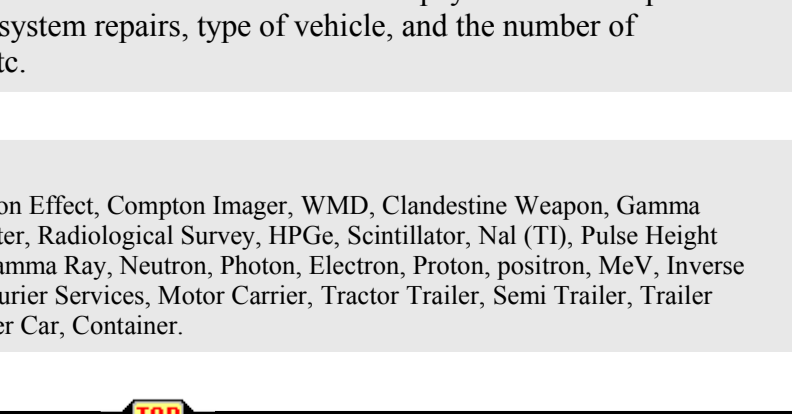 system repairs, type of vehicle, and the number of
tc.
on Effect, Compton Imager, WMD, Clandestine Weapon, Gamma
ter, Radiological Survey, HPGe, Scintillator, Nal (TI), Pulse Height
amma Ray, Neutron, Photon, Electron, Proton, positron, MeV, Inverse
urier Services, Motor Carrier, Tractor Trailer, Semi Trailer, Trailer
er Car, Container.
TOP